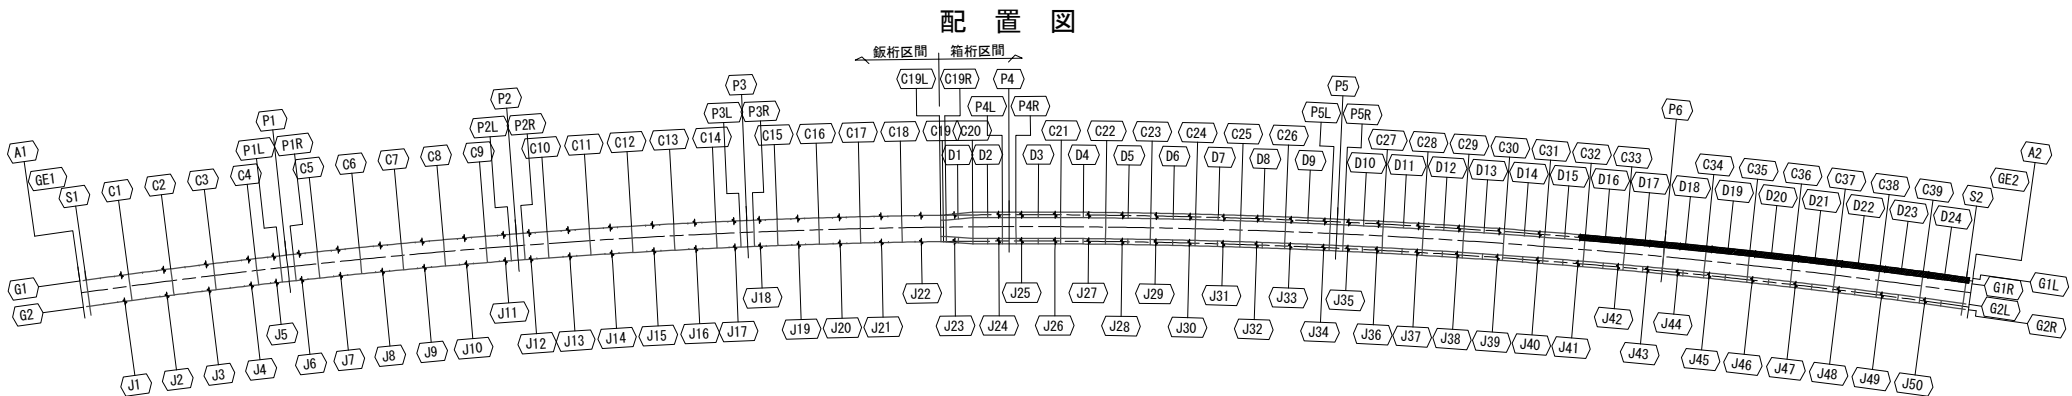 配 置 図
鈑桁区間 箱桁区間
C19L C19R P4
P4L P4R
P3 P3L P3R
P5 P5L P5R
P2 P2L P2R
P1 P1L P1R
P6
A1 GE1 S1
C1 C2 C3 C4 C5 C6 C7 C8 C9 C10 C11 C12 C13 C14 C15 C16 C17 C18 C19 C20 C21 C22 C23 C24 C25 C26 C27 C28 C29 C30 C31 C32 C33 C34 C35 C36 C37 C38 C39
D1 D2 D3 D4 D5 D6 D7 D8 D9 D10 D11 D12 D13 D14 D15 D16 D17 D18 D19 D20 D21 D22 D23 D24
S2 GE2 A2
G1 G2
G1L G1R G2L G2R
J1 J2 J3 J4 J5 J6 J7 J8 J9 J10 J11 J12 J13 J14 J15 J16 J17 J18 J19 J20 J21 J22 J23 J24 J25 J26 J27 J28 J29 J30 J31 J32 J33 J34 J35 J36 J37 J38 J39 J40 J41 J42 J43 J44 J45 J46 J47 J48 J49 J50